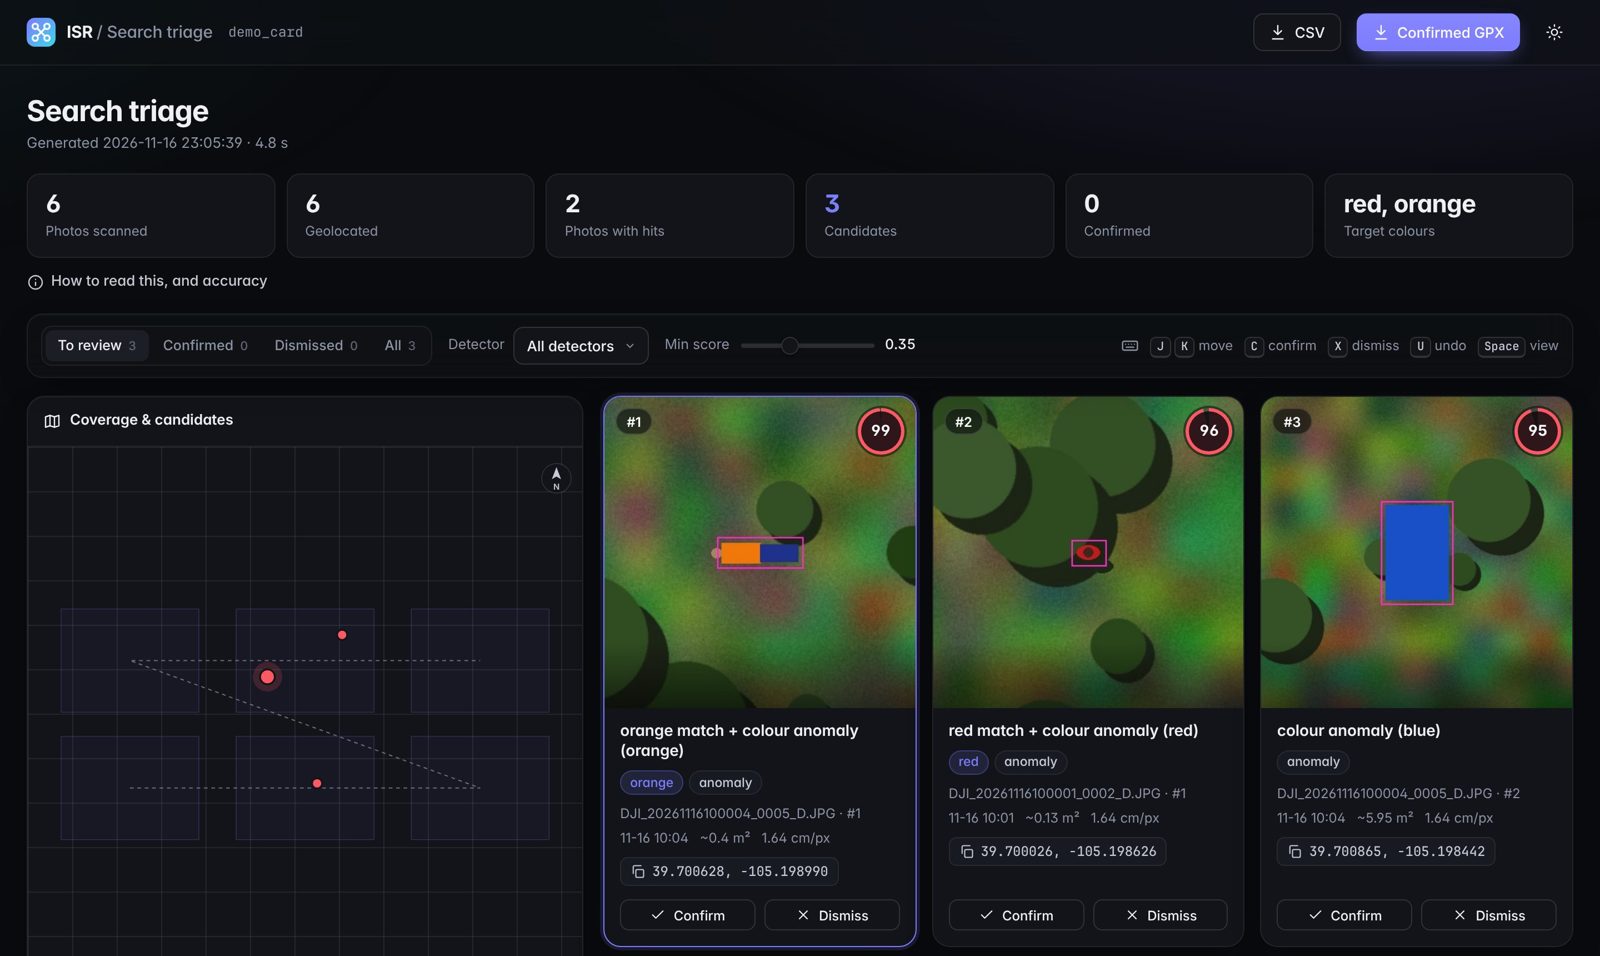 ISR / Search triage demo_card
CSV
Confirmed GPX
Search triage
Generated 2026-11-16 23:05:39 · 4.8 s
6
Photos scanned
6
Geolocated
2
Photos with hits
3
Candidates
0
Confirmed
red, orange
Target colours
How to read this, and accuracy
To review 3 Confirmed 0 Dismissed 0 All 3 Detector All detectors Min score 0.35 J K move C confirm X dismiss U undo Space view
Coverage & candidates
N
#1
99
orange match + colour anomaly
(orange)
orange anomaly
DJI_20261116100004_0005_D.JPG · #1
11-16 10:04 ~0.4 m² 1.64 cm/px
39.700628, -105.198990
Confirm Dismiss
#2
96
red match + colour anomaly (red)
red anomaly
DJI_20261116100001_0002_D.JPG · #1
11-16 10:01 ~0.13 m² 1.64 cm/px
39.700026, -105.198626
Confirm Dismiss
#3
95
colour anomaly (blue)
anomaly
DJI_20261116100004_0005_D.JPG · #2
11-16 10:04 ~5.95 m² 1.64 cm/px
39.700865, -105.198442
Confirm Dismiss